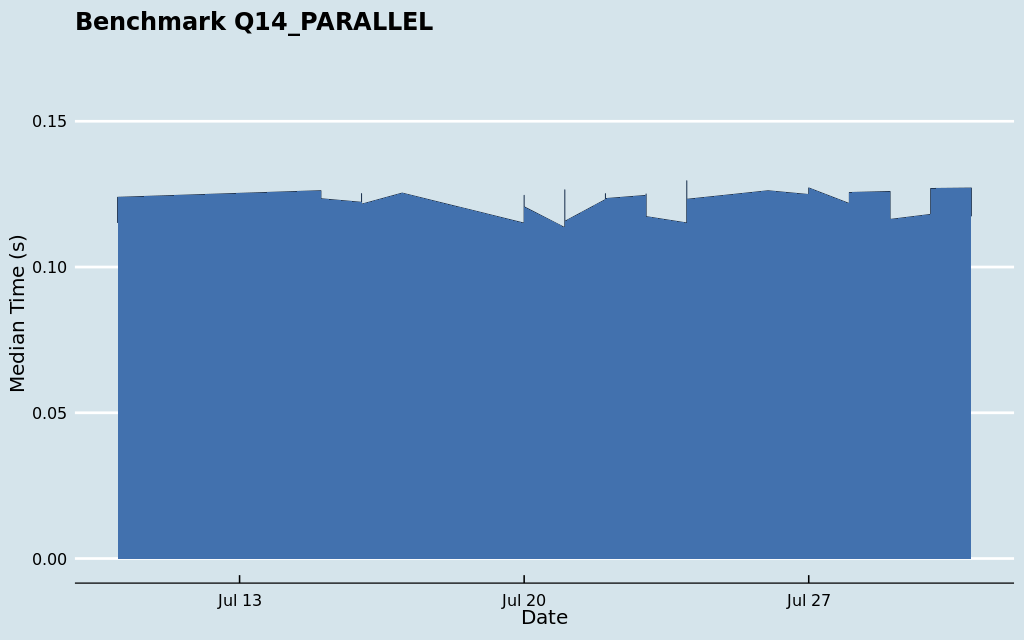 Benchmark Q14_PARALLEL
Median Time (s)
0.15
0.10
0.05
0.00
Jul 13
Jul 20
Jul 27
Date